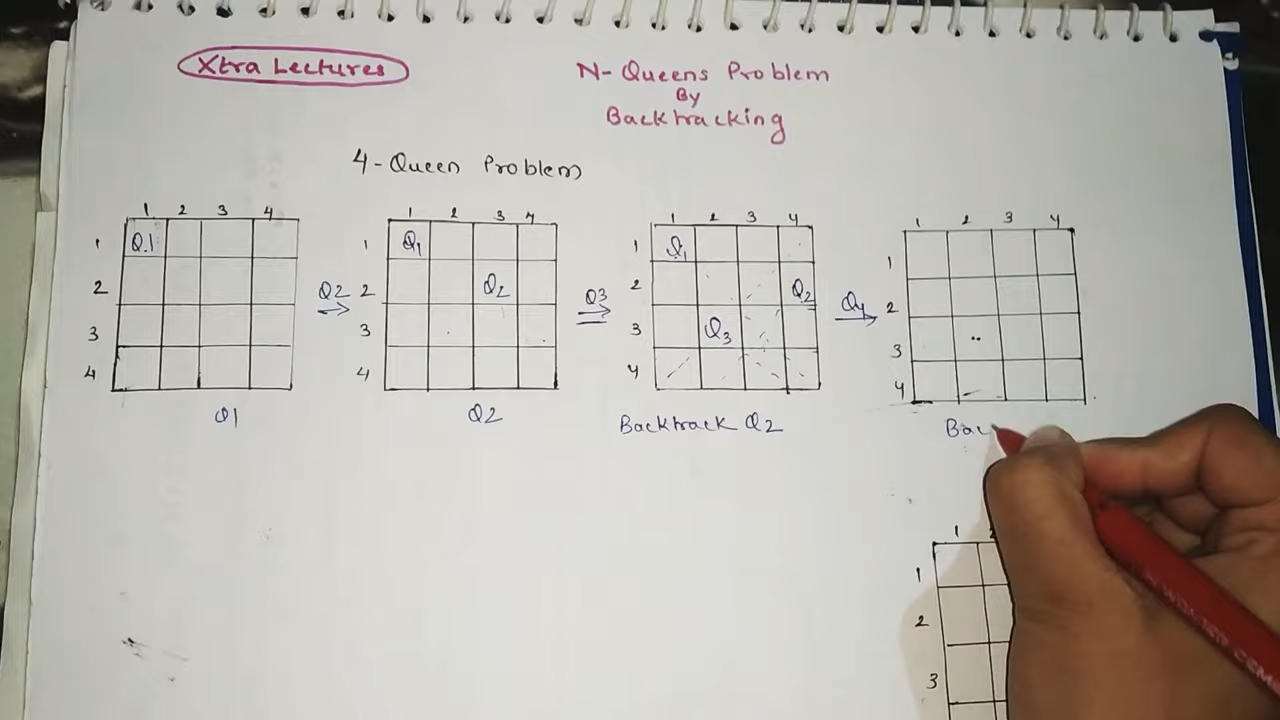 Xtra Lectures
N-Queens Problem
By
Backtracking
4-Queen Problem
1 2 3 4
1 Q1
2
3
4
Q1
Q2
1 2 3 4
1 Q1
2 Q2
3
4
Q2
Q3
1 2 3 4
1 Q1
2 Q2
3 Q3
4
Backtrack Q2
Q4
1 2 3 4
1
2
3
4
Bac
1
1
2
3